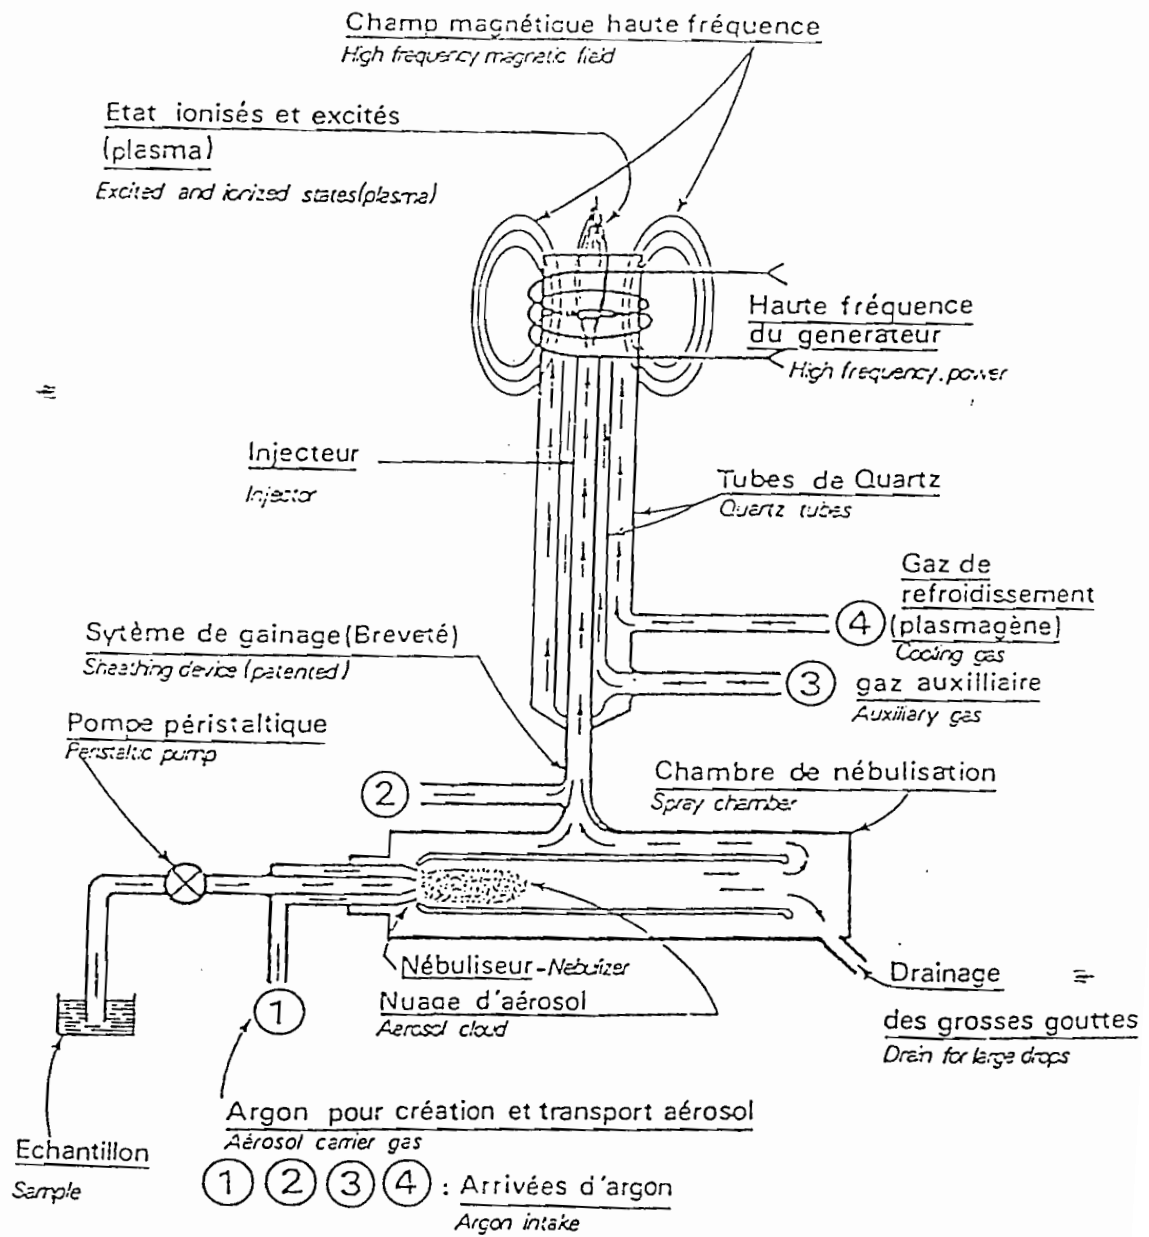 Champ magnétique haute fréquence
High frequency magnetic field
Etat ionisés et excités
(plasma)
Excited and ionized states (plasma)
Haute fréquence
du generateur
High frequency.power
Injecteur
Injector
Tubes de Quartz
Quartz tubes
Gaz de
refroidissement
4 (plasmagène)
Cooling gas
Sytème de gainage (Breveté)
Sheathing device (patented)
3 gaz auxilliaire
Auxiliary gas
Pompe péristaltique
Peristaltic pump
2
Chambre de nébulisation
Spray chamber
Nébuliseur - Nebulizer
Nuage d'aérosol
Aerosol cloud
1
Drainage
des grosses gouttes
Drain for large drops
Argon pour création et transport aérosol
Aérosol carrier gas
Echantillon
Sample
1 2 3 4 : Arrivées d'argon
Argon intake